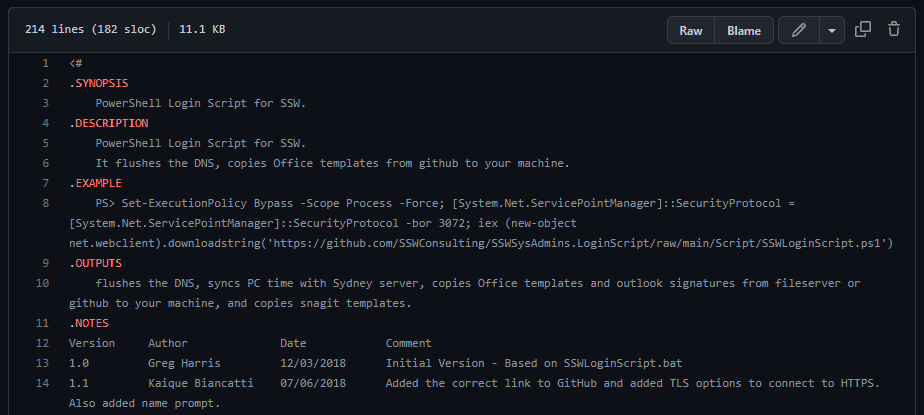 214 lines (182 sloc) 11.1 KB Raw Blame
1 <#
2 .SYNOPSIS
3 PowerShell Login Script for SSW.
4 .DESCRIPTION
5 PowerShell Login Script for SSW.
6 It flushes the DNS, copies Office templates from github to your machine.
7 .EXAMPLE
8 PS> Set-ExecutionPolicy Bypass -Scope Process -Force; [System.Net.ServicePointManager]::SecurityProtocol =
[System.Net.ServicePointManager]::SecurityProtocol -bor 3072; iex (new-object
net.webclient).downloadstring('https://github.com/SSWConsulting/SSWSysAdmins.LoginScript/raw/main/Script/SSWLoginScript.ps1')
9 .OUTPUTS
10 flushes the DNS, syncs PC time with Sydney server, copies Office templates and outlook signatures from fileserver or
github to your machine, and copies snagit templates.
11 .NOTES
12 Version Author Date Comment
13 1.0 Greg Harris 12/03/2018 Initial Version - Based on SSWLoginScript.bat
14 1.1 Kaique Biancatti 07/06/2018 Added the correct link to GitHub and added TLS options to connect to HTTPS.
Also added name prompt.